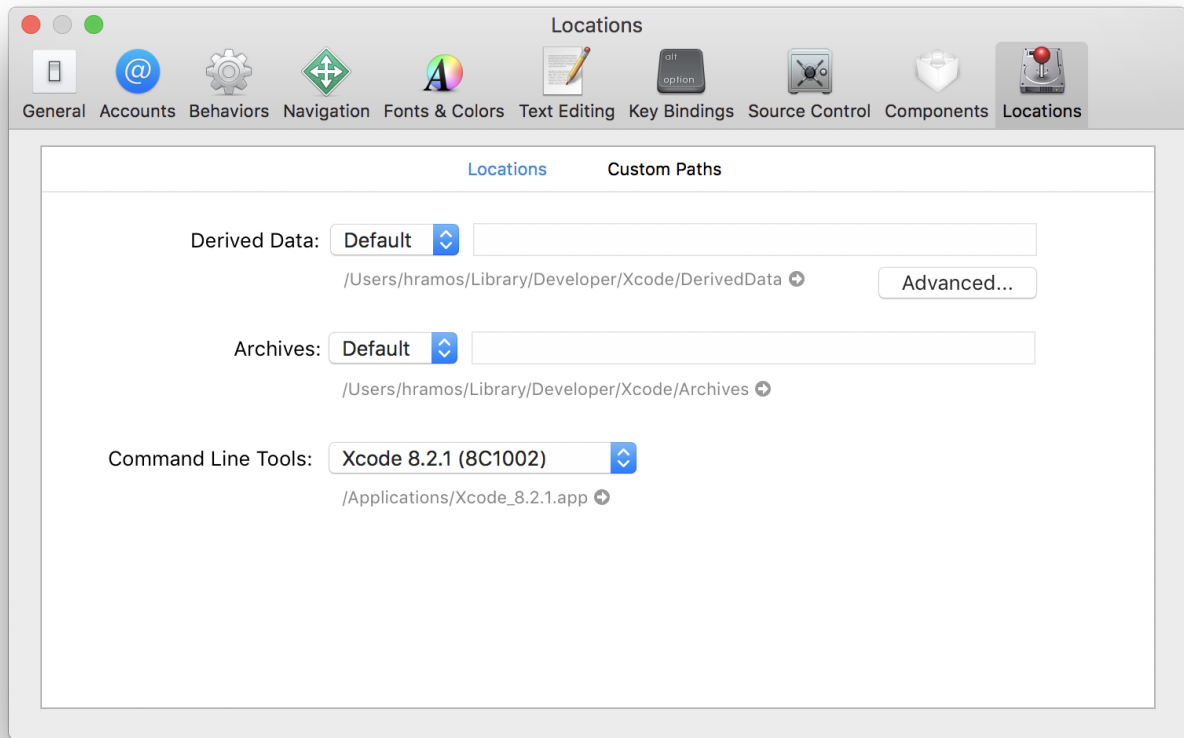 Locations
alt
option
General Accounts Behaviors Navigation Fonts & Colors Text Editing Key Bindings Source Control Components Locations
Locations Custom Paths
Derived Data: Default
/Users/hramos/Library/Developer/Xcode/DerivedData
Advanced...
Archives: Default
/Users/hramos/Library/Developer/Xcode/Archives
Command Line Tools: Xcode 8.2.1 (8C1002)
/Applications/Xcode_8.2.1.app